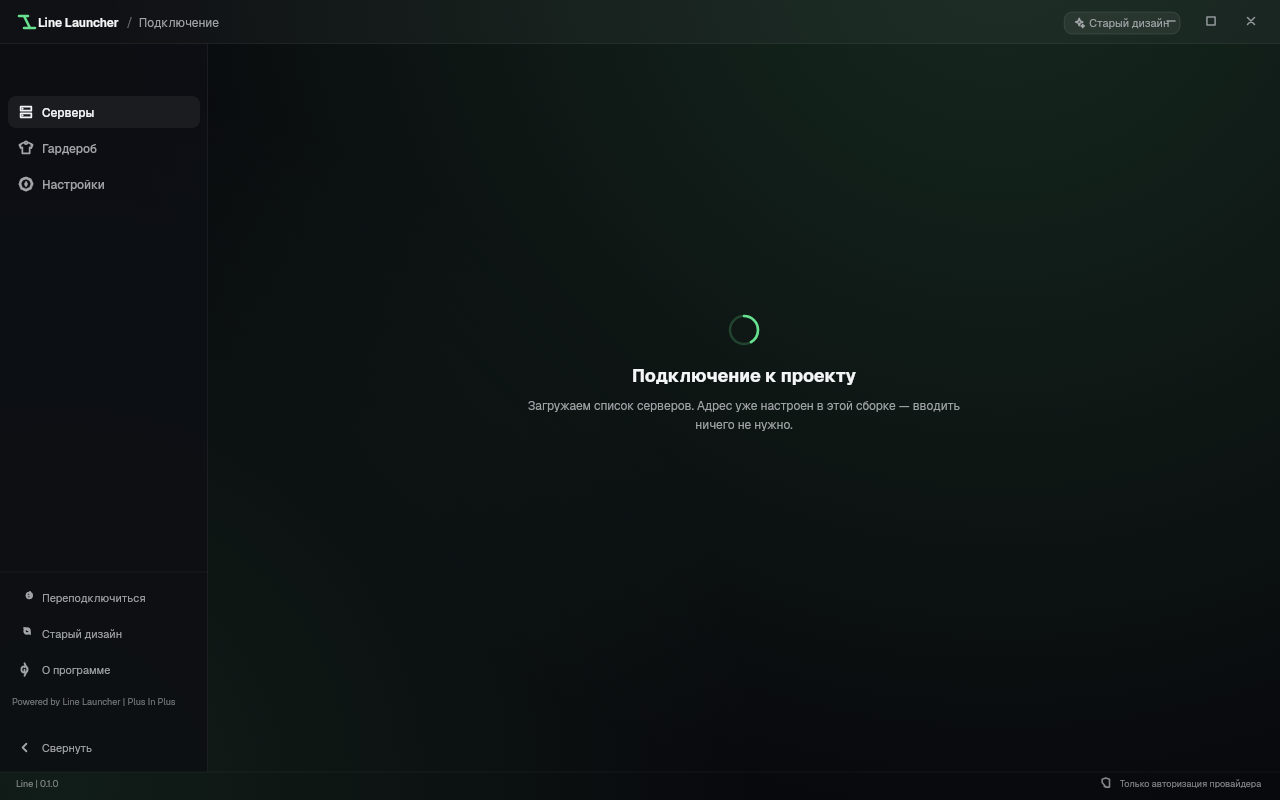 Line Launcher / Подключение
Старый дизайн
Серверы
Гардероб
Настройки
Подключение к проекту
Загружаем список серверов. Адрес уже настроен в этой сборке — вводить
ничего не нужно.
Переподключиться
Старый дизайн
О программе
Powered by Line Launcher | Plus In Plus
Свернуть
Line | 0.1.0
Только авторизация провайдера